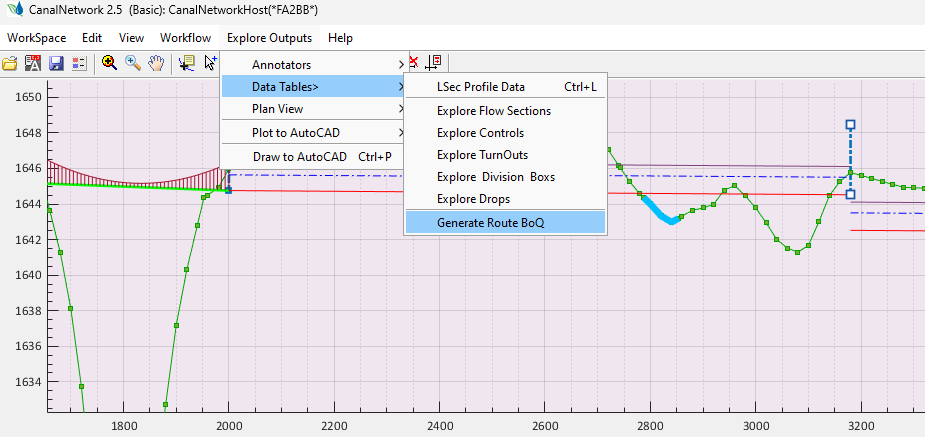 CanalNetwork 2.5 (Basic): CanalNetworkHost(*FA2BB*)
WorkSpace Edit View Workflow Explore Outputs Help
Annotators
Data Tables>
Plan View
Plot to AutoCAD
Draw to AutoCAD Ctrl+P
LSec Profile Data Ctrl+L
Explore Flow Sections
Explore Controls
Explore TurnOuts
Explore Division Boxs
Explore Drops
Generate Route BoQ
1650
1648
1646
1644
1642
1640
1638
1636
1634
1800 2000 2200 2400 2600 2800 3000 3200